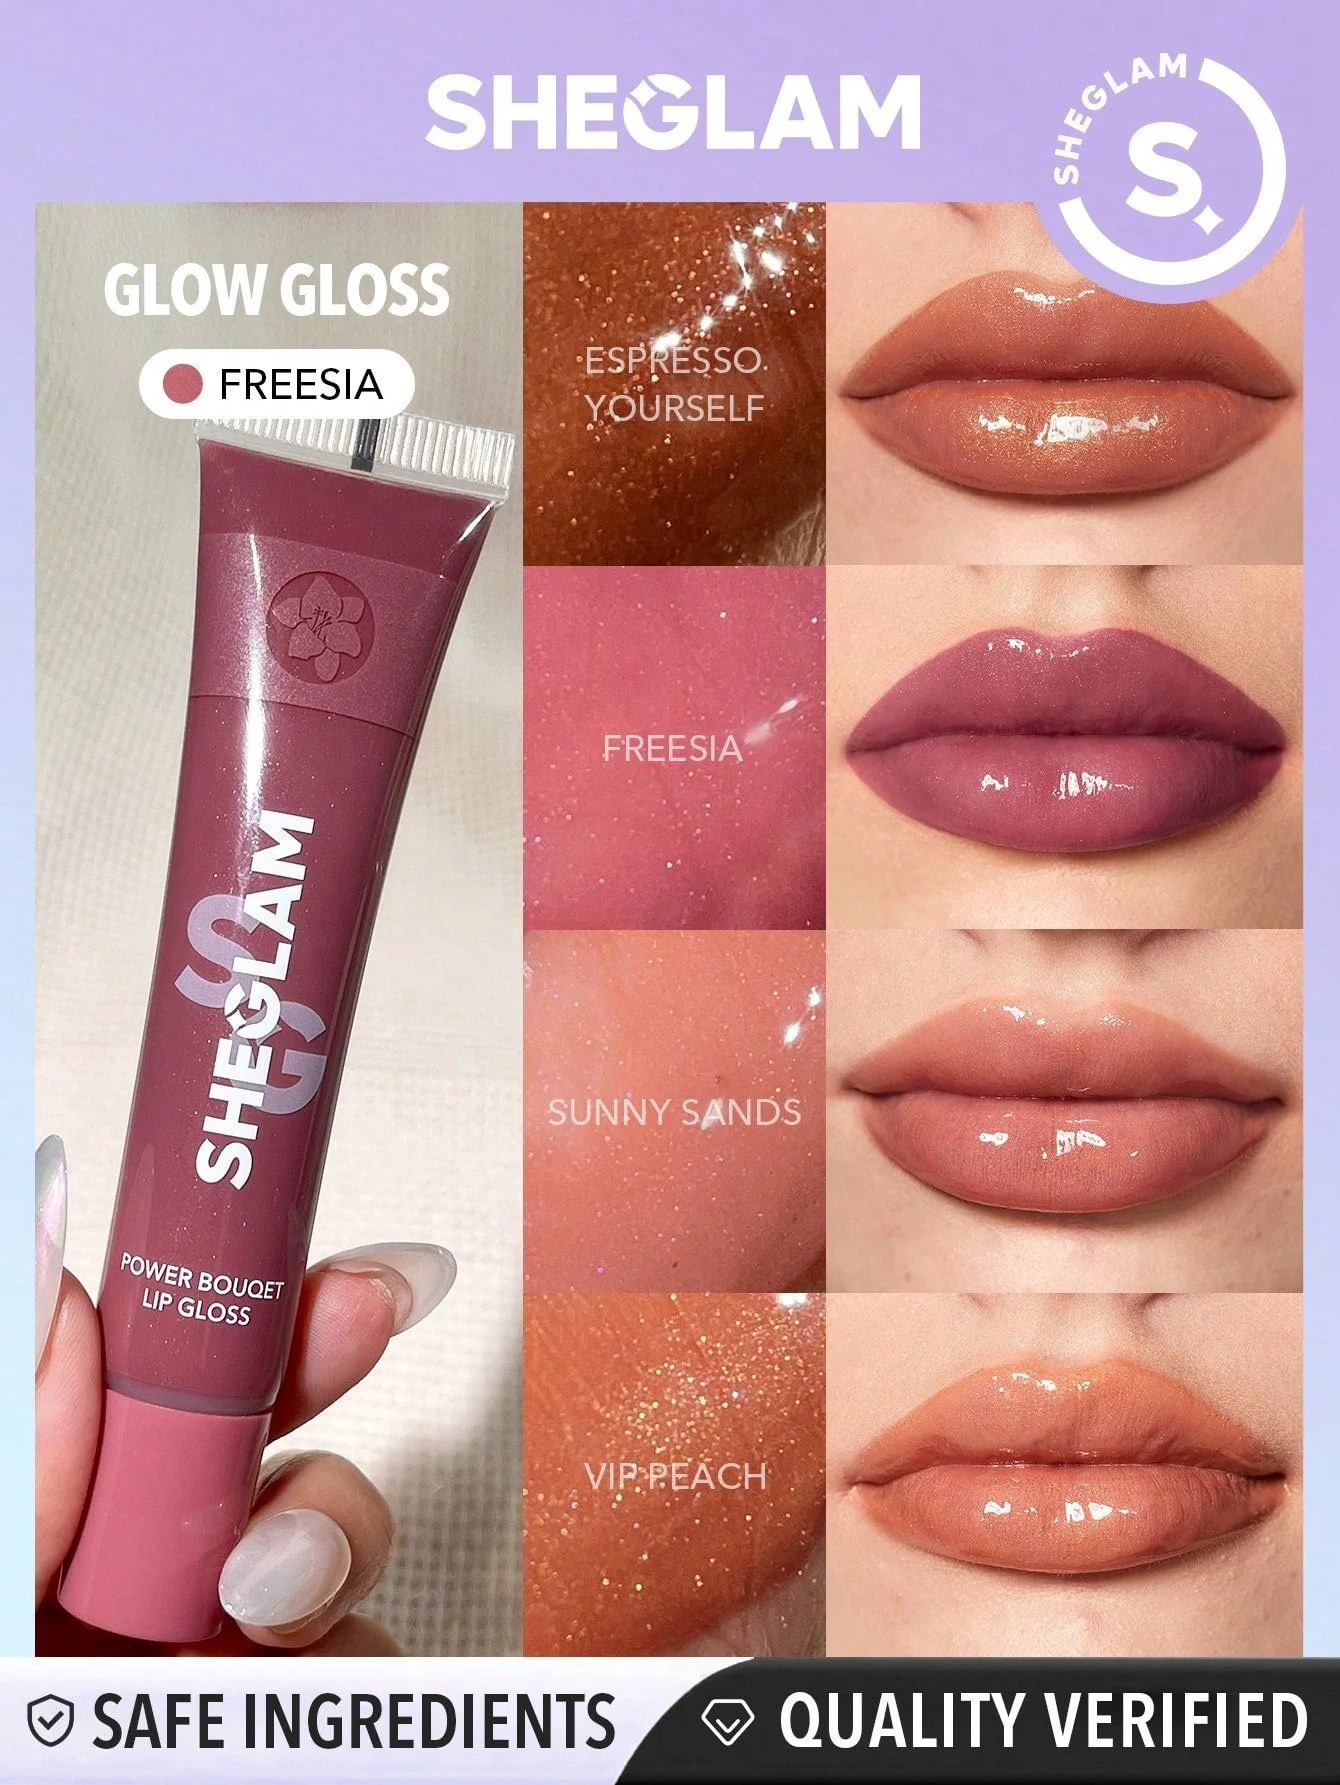 SHEGLAM
SHEGLAM
S
GLOW GLOSS
FREESIA
SG
SHEGLAM
POWER BOUQET
LIP GLOSS
ESPRESSO
YOURSELF
FREESIA
SUNNY SANDS
VIP PEACH
SAFE INGREDIENTS
QUALITY VERIFIED